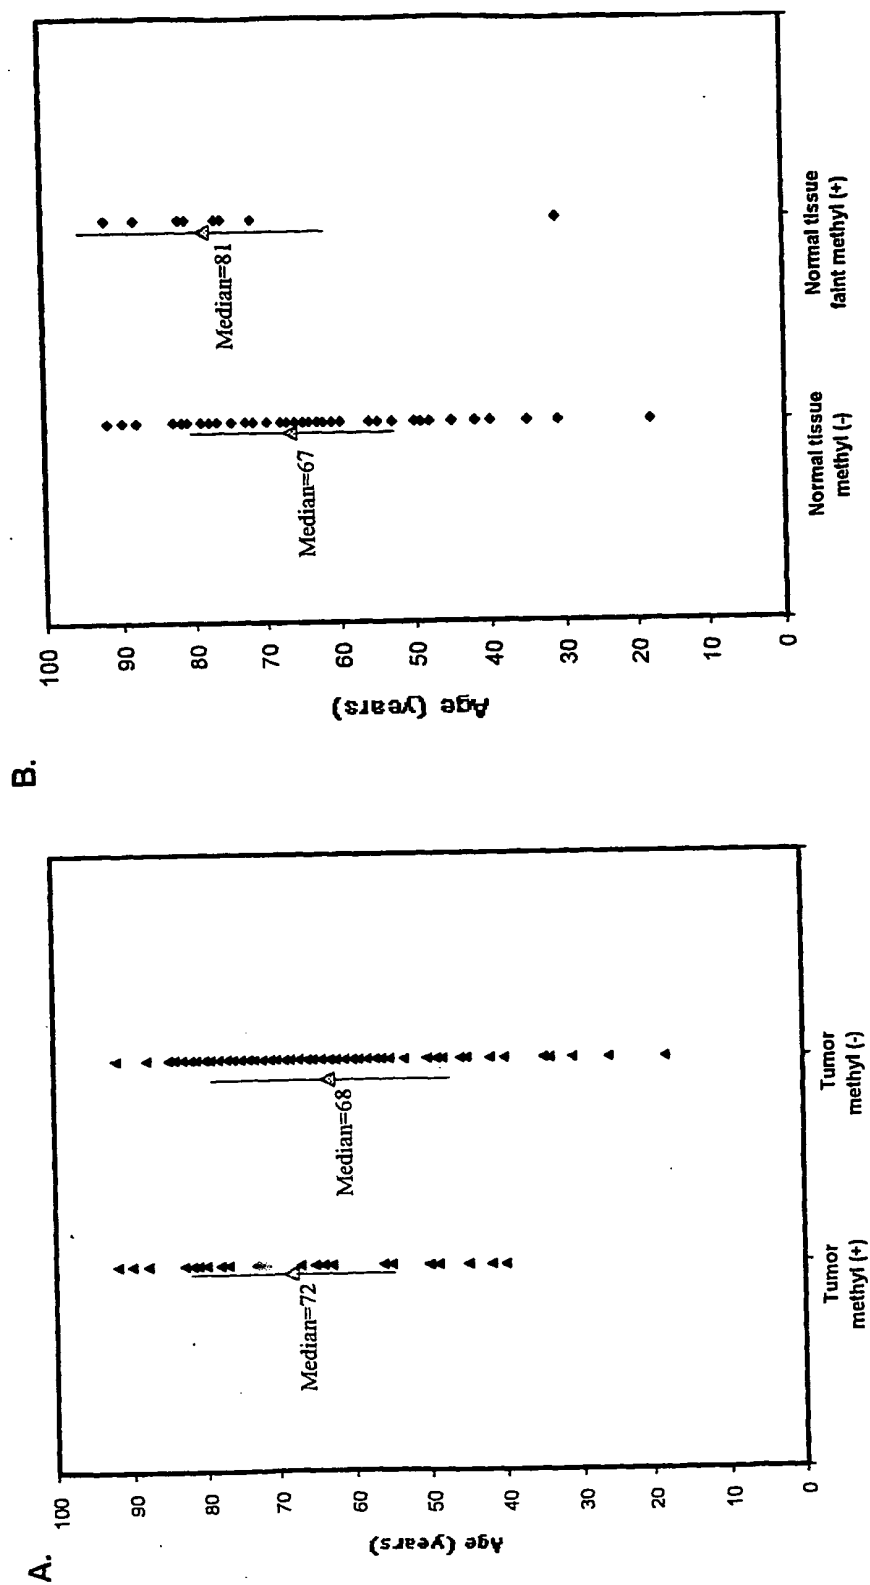 A.
Age (years)
100
90
80
70
60
50
40
30
20
10
0
Median=72
Median=68
Tumor
methyl (+)
Tumor
methyl (-)
B.
Age (years)
100
90
80
70
60
50
40
30
20
10
0
Median=67
Median=81
Normal tissue
methyl (-)
Normal tissue
faint methyl (+)